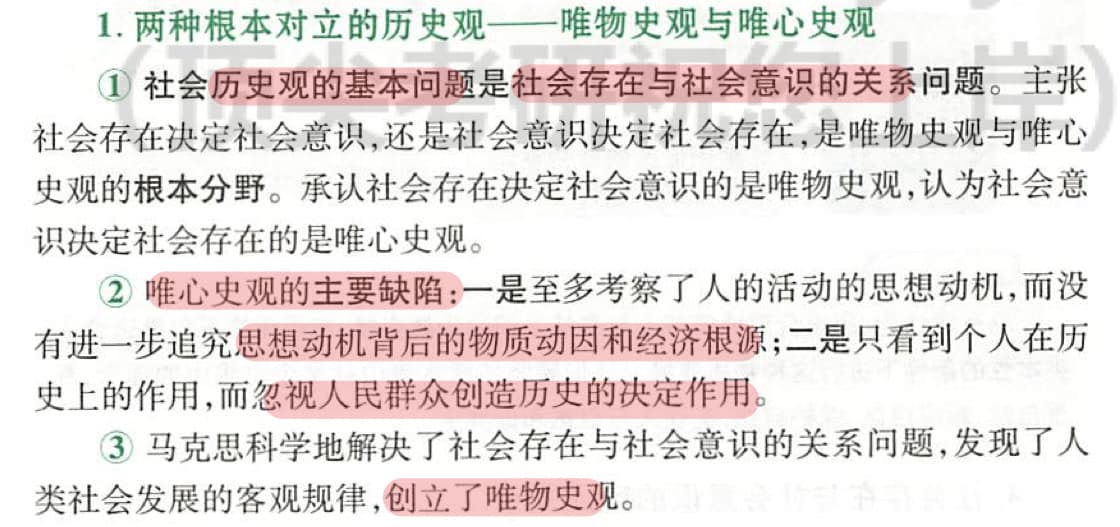 1. 两种根本对立的历史观——唯物史观与唯心史观
① 社会历史观的基本问题是社会存在与社会意识的关系问题。主张
社会存在决定社会意识,还是社会意识决定社会存在,是唯物史观与唯心
史观的根本分野。承认社会存在决定社会意识的是唯物史观,认为社会意
识决定社会存在的是唯心史观。
② 唯心史观的主要缺陷:一是至多考察了人的活动的思想动机,而没
有进一步追究思想动机背后的物质动因和经济根源;二是只看到个人在历
史上的作用,而忽视人民群众创造历史的决定作用。
③ 马克思科学地解决了社会存在与社会意识的关系问题,发现了人
类社会发展的客观规律,创立了唯物史观。